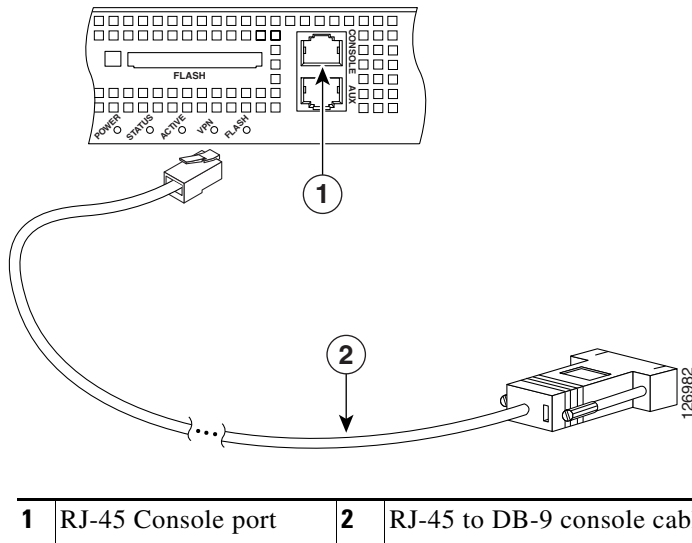 CONSOLE
AUX
FLASH
POWER
STATUS
ACTIVE
VPN
FLASH
1
2
126982
1 RJ-45 Console port 2 RJ-45 to DB-9 console cab